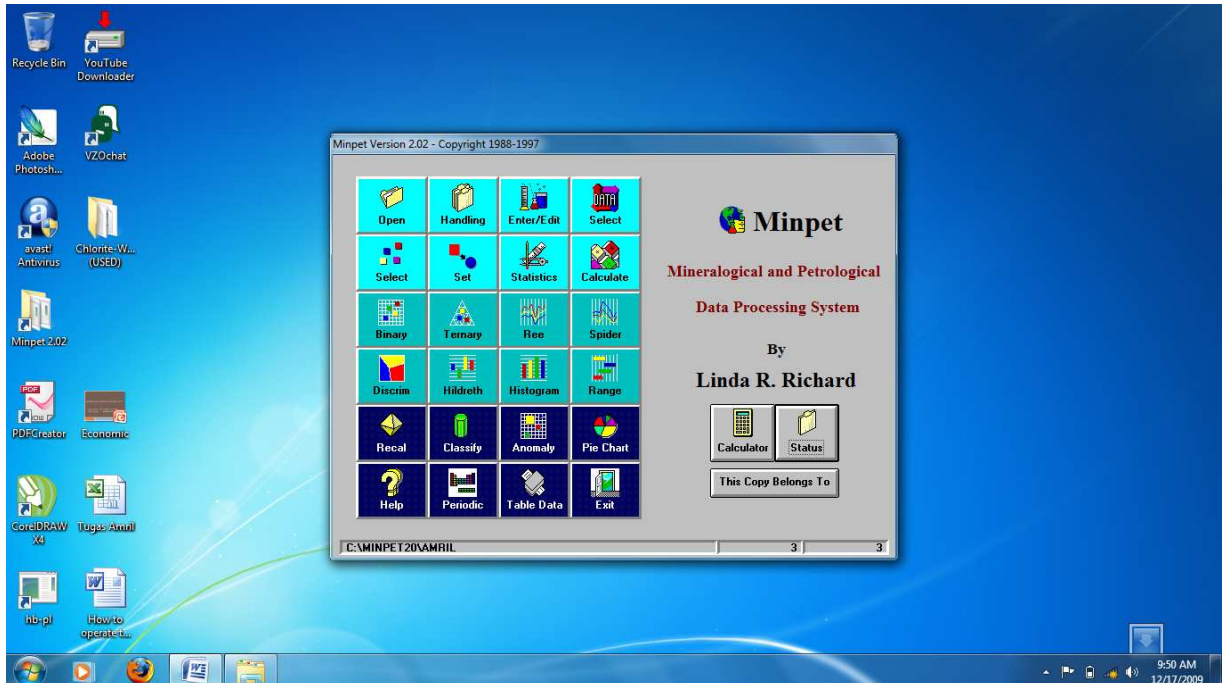 Recycle Bin
YouTube
Downloader
Adobe
Photosh...
VZOchat
avast!
Antivirus
Chlorite-W...
(USED)
Minpet 2.02
PDF
PDFCreator
Economic
CorelDRAW
X4
Tugas Amril
hb-pl
How to
operate t...
Minpet Version 2.02 - Copyright 1988-1997
Open
Handling
Enter/Edit
DATA
Select
Select
Set
Statistics
Calculate
Binary
Ternary
Ree
Spider
Discrim
Hildreth
Histogram
Range
Recal
Classify
Anomaly
Pie Chart
Help
Periodic
Table Data
Exit
Minpet
Mineralogical and Petrological
Data Processing System
By
Linda R. Richard
Calculator
Status
This Copy Belongs To
C:\MINPET20\AMRIL
3
3
9:50 AM
12/17/2009